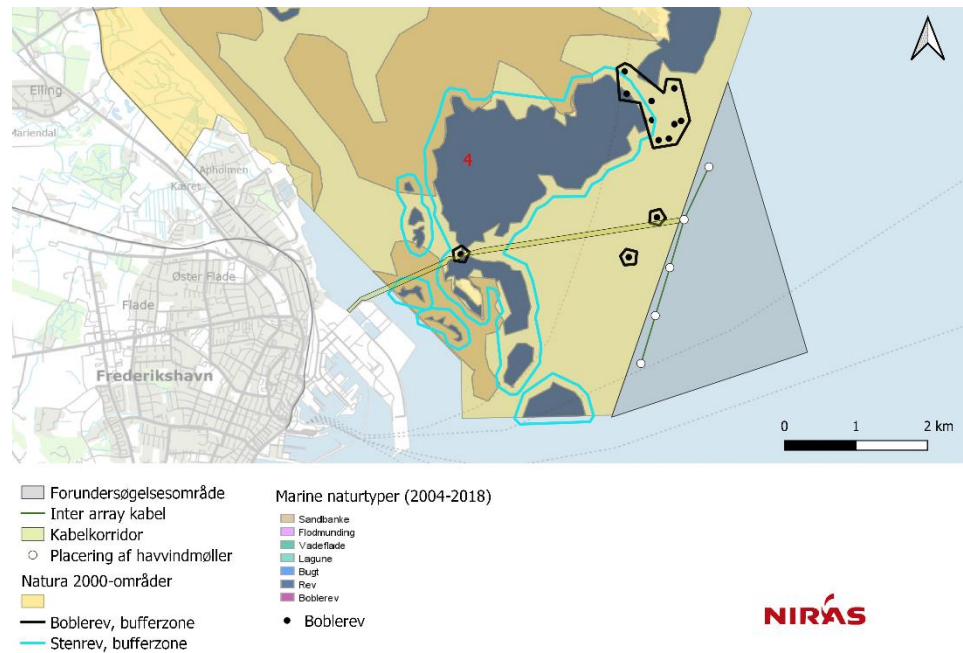 Elling
Mariendal
Apholmen
Kæret
Øster Flade
Flade
Frederikshavn
4
0 1 2 km
Forundersøgelsesområde
Inter array kabel
Kabelkorridor
Placering af havvindmøller
Natura 2000-områder
Boblerev, bufferzone
Stenrev, bufferzone
Marine naturtyper (2004-2018)
Sandbanke
Flodmunding
Vadeflade
Lagune
Bugt
Rev
Boblerev
Boblerev
NIRAS